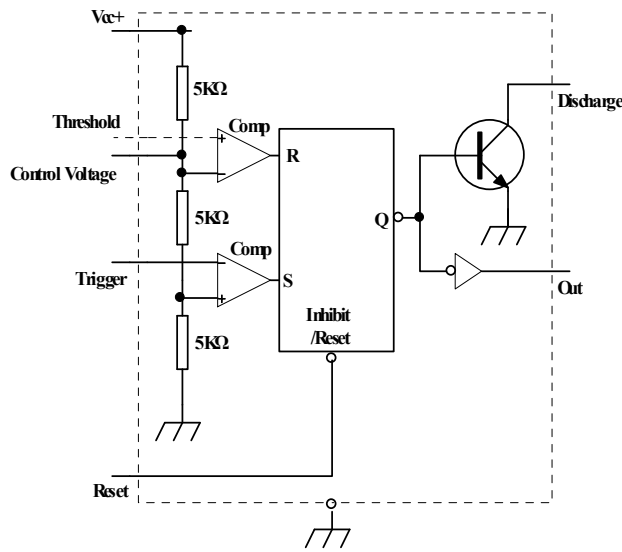 Vcc+
5KΩ
Threshold
Comp
+
Control Voltage
−
R
Discharge
Q
5KΩ
Comp
Trigger
−
S
+
Out
Inhibit
/Reset
5KΩ
Reset